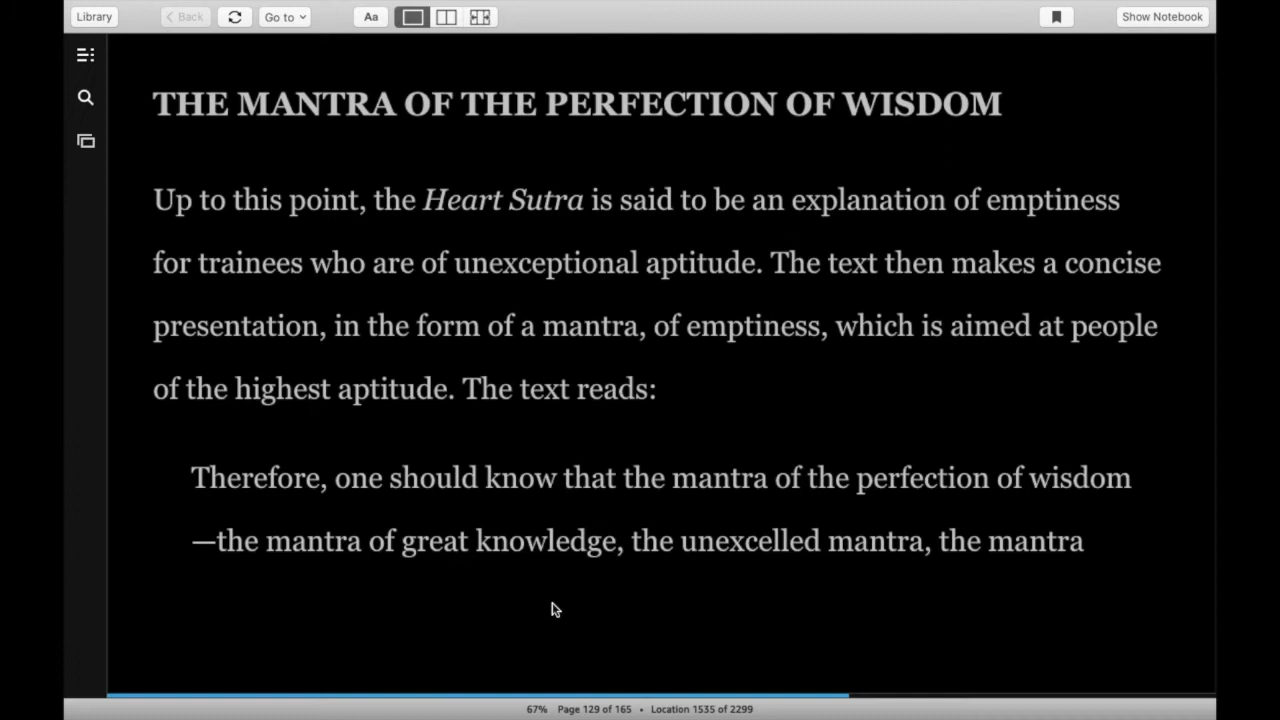 Library
Back
Go to
Aa
Show Notebook
THE MANTRA OF THE PERFECTION OF WISDOM
Up to this point, the Heart Sutra is said to be an explanation of emptiness
for trainees who are of unexceptional aptitude. The text then makes a concise
presentation, in the form of a mantra, of emptiness, which is aimed at people
of the highest aptitude. The text reads:
Therefore, one should know that the mantra of the perfection of wisdom
—the mantra of great knowledge, the unexcelled mantra, the mantra
67% Page 129 of 165 • Location 1535 of 2299